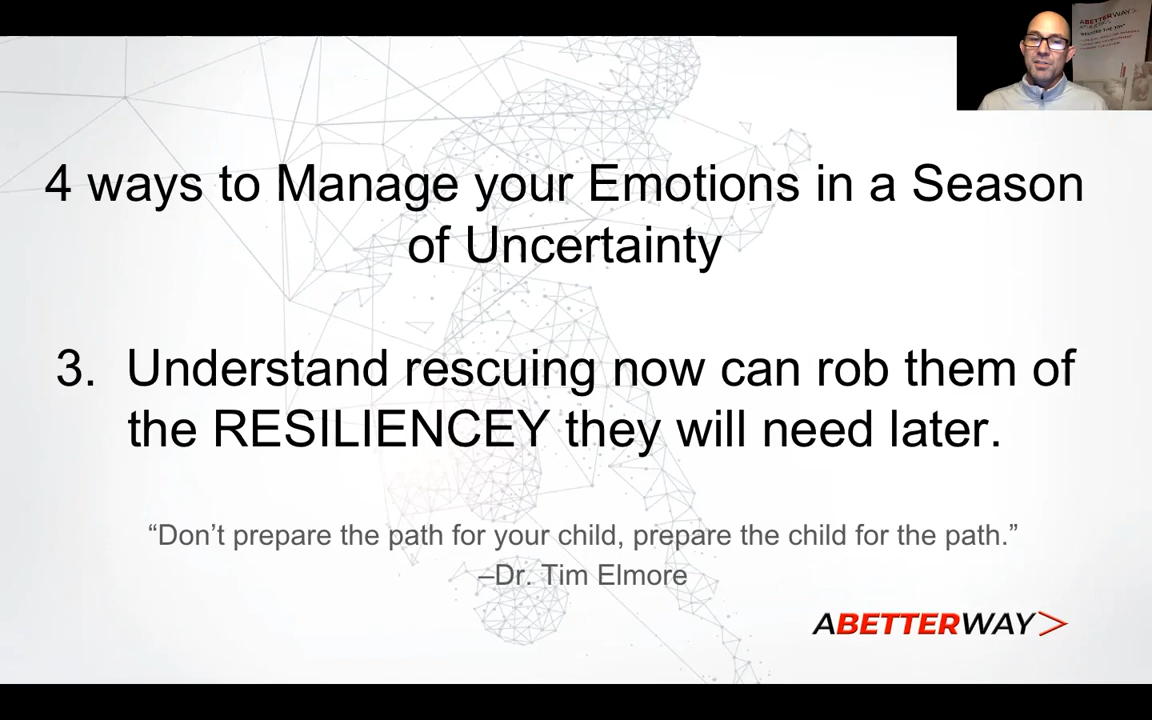 ABETTERWAY>
4 ways to Manage your Emotions in a Season
of Uncertainty
3. Understand rescuing now can rob them of
the RESILIENCEY they will need later.
“Don’t prepare the path for your child, prepare the child for the path.”
–Dr. Tim Elmore
ABETTERWAY>